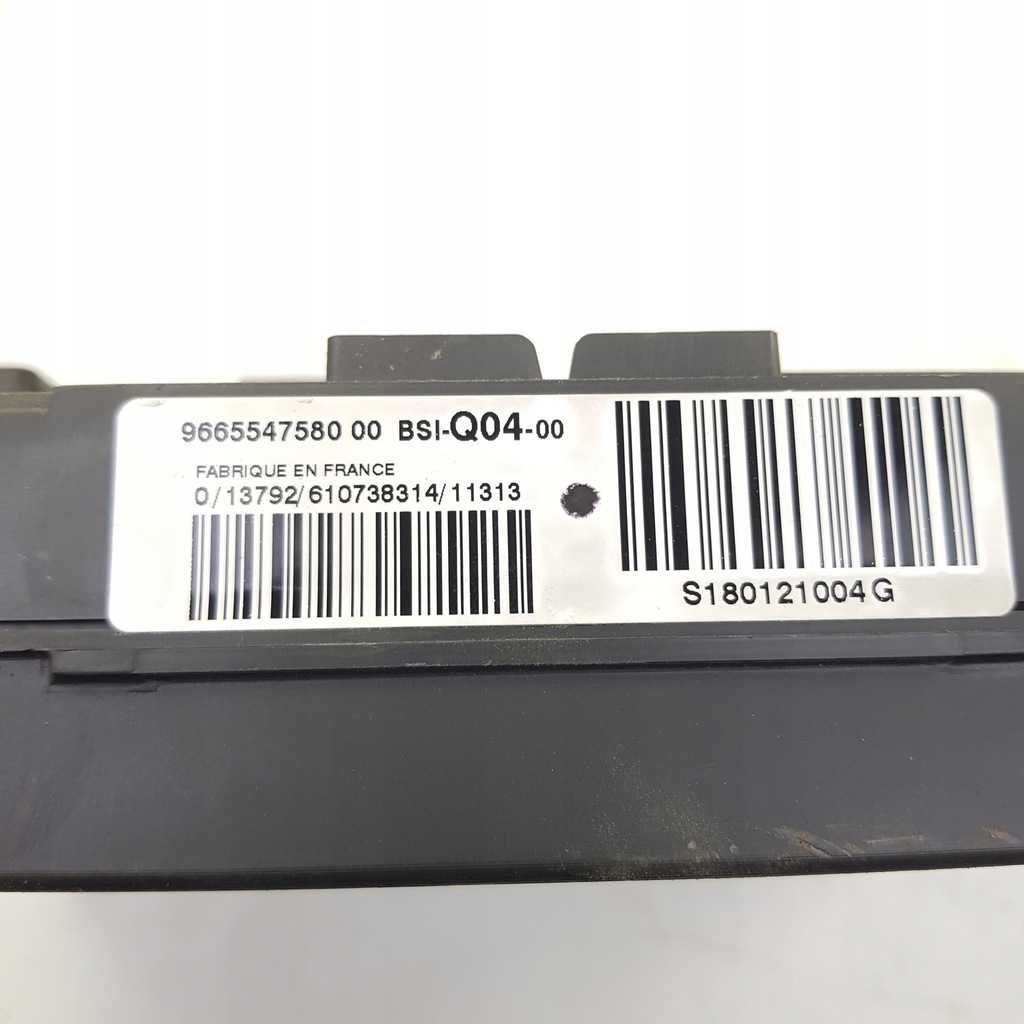 9665547580 00 BSI-Q04-00
FABRIQUE EN FRANCE
0/13792/610738314/11313
S180121004G